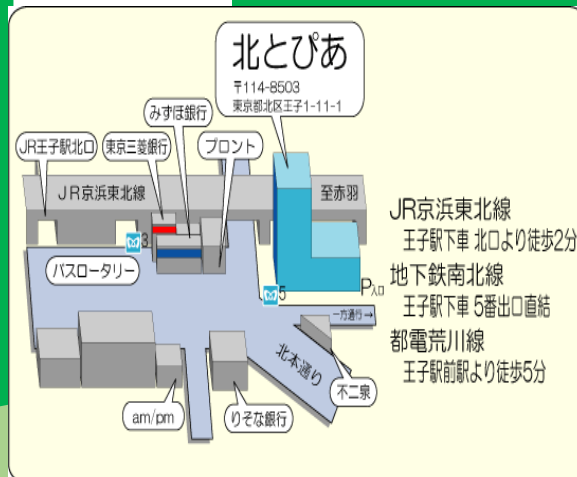 北とぴあ
〒114-8503
東京都北区王子1-11-1
みずほ銀行
JR王子駅北口
東京三菱銀行
プロント
JR京浜東北線
至赤羽
3
バスロータリー
5
P入口
一方通行→
北本通り
不二泉
am/pm
りそな銀行
JR京浜東北線
王子駅下車 北口より徒歩2分
地下鉄南北線
王子駅下車 5番出口直結
都電荒川線
王子駅前駅より徒歩5分